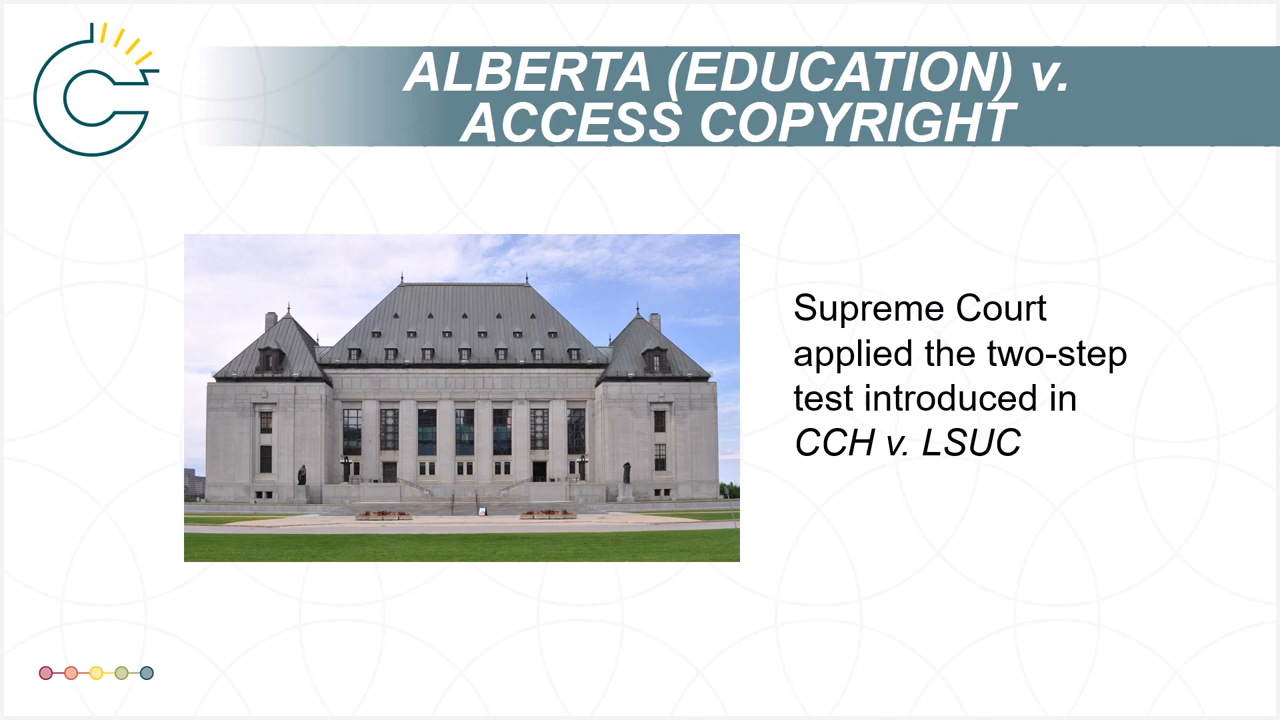 ALBERTA (EDUCATION) v.
ACCESS COPYRIGHT
Supreme Court
applied the two-step
test introduced in
CCH v. LSUC